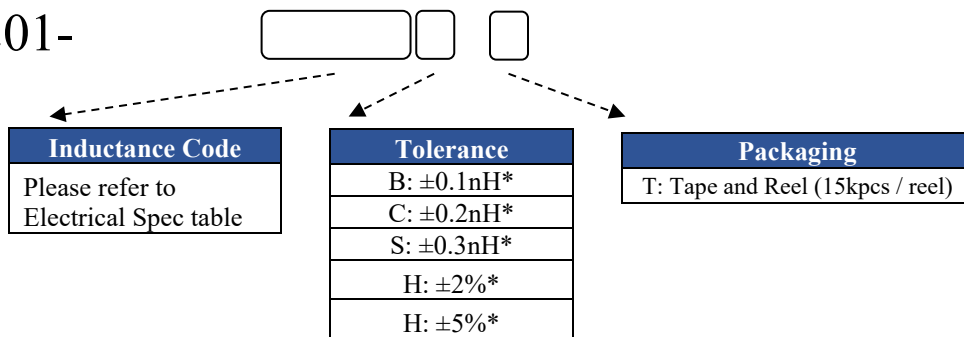 01-
Inductance Code
Please refer to
Electrical Spec table
Tolerance
B: ±0.1nH*
C: ±0.2nH*
S: ±0.3nH*
H: ±2%*
H: ±5%*
Packaging
T: Tape and Reel (15kpcs / reel)